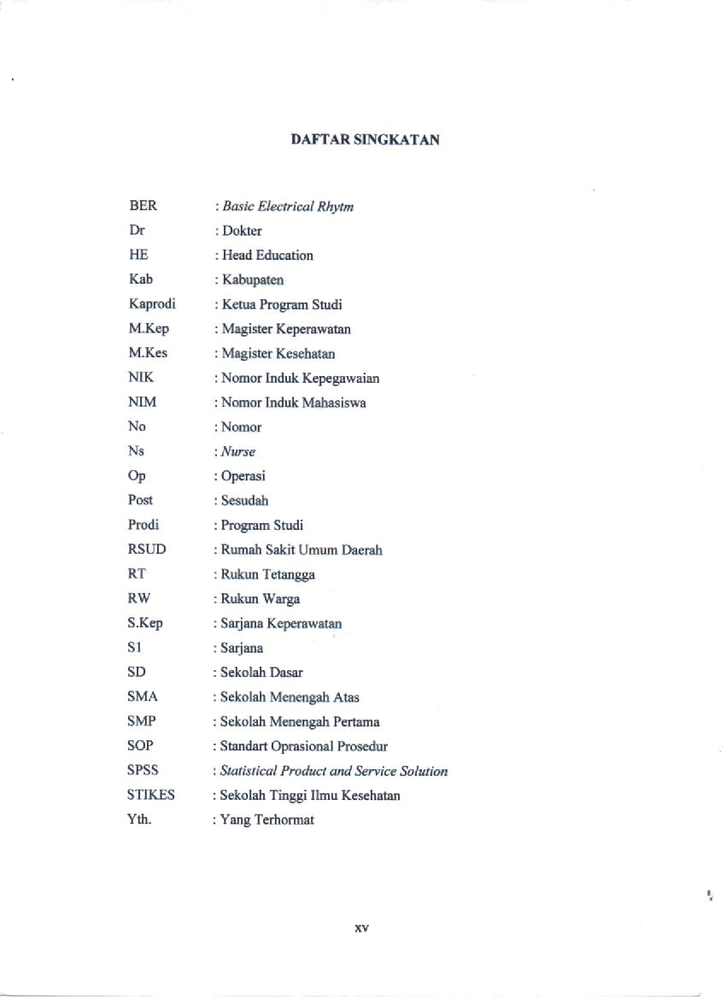 DAFTAR SINGKATAN
BER : Basic Electrical Rhytm
Dr : Dokter
HE : Head Education
Kab : Kabupaten
Kaprodi : Ketua Program Studi
M.Kep : Magister Keperawatan
M.Kes : Magister Kesehatan
NIK : Nomor Induk Kepegawaian
NIM : Nomor Induk Mahasiswa
No : Nomor
Ns : Nurse
Op : Operasi
Post : Sesudah
Prodi : Program Studi
RSUD : Rumah Sakit Umum Daerah
RT : Rukun Tetangga
RW : Rukun Warga
S.Kep : Sarjana Keperawatan
S1 : Sarjana
SD : Sekolah Dasar
SMA : Sekolah Menengah Atas
SMP : Sekolah Menengah Pertama
SOP : Standart Oprasional Prosedur
SPSS : Statistical Product and Service Solution
STIKES : Sekolah Tinggi Ilmu Kesehatan
Yth. : Yang Terhormat
xv